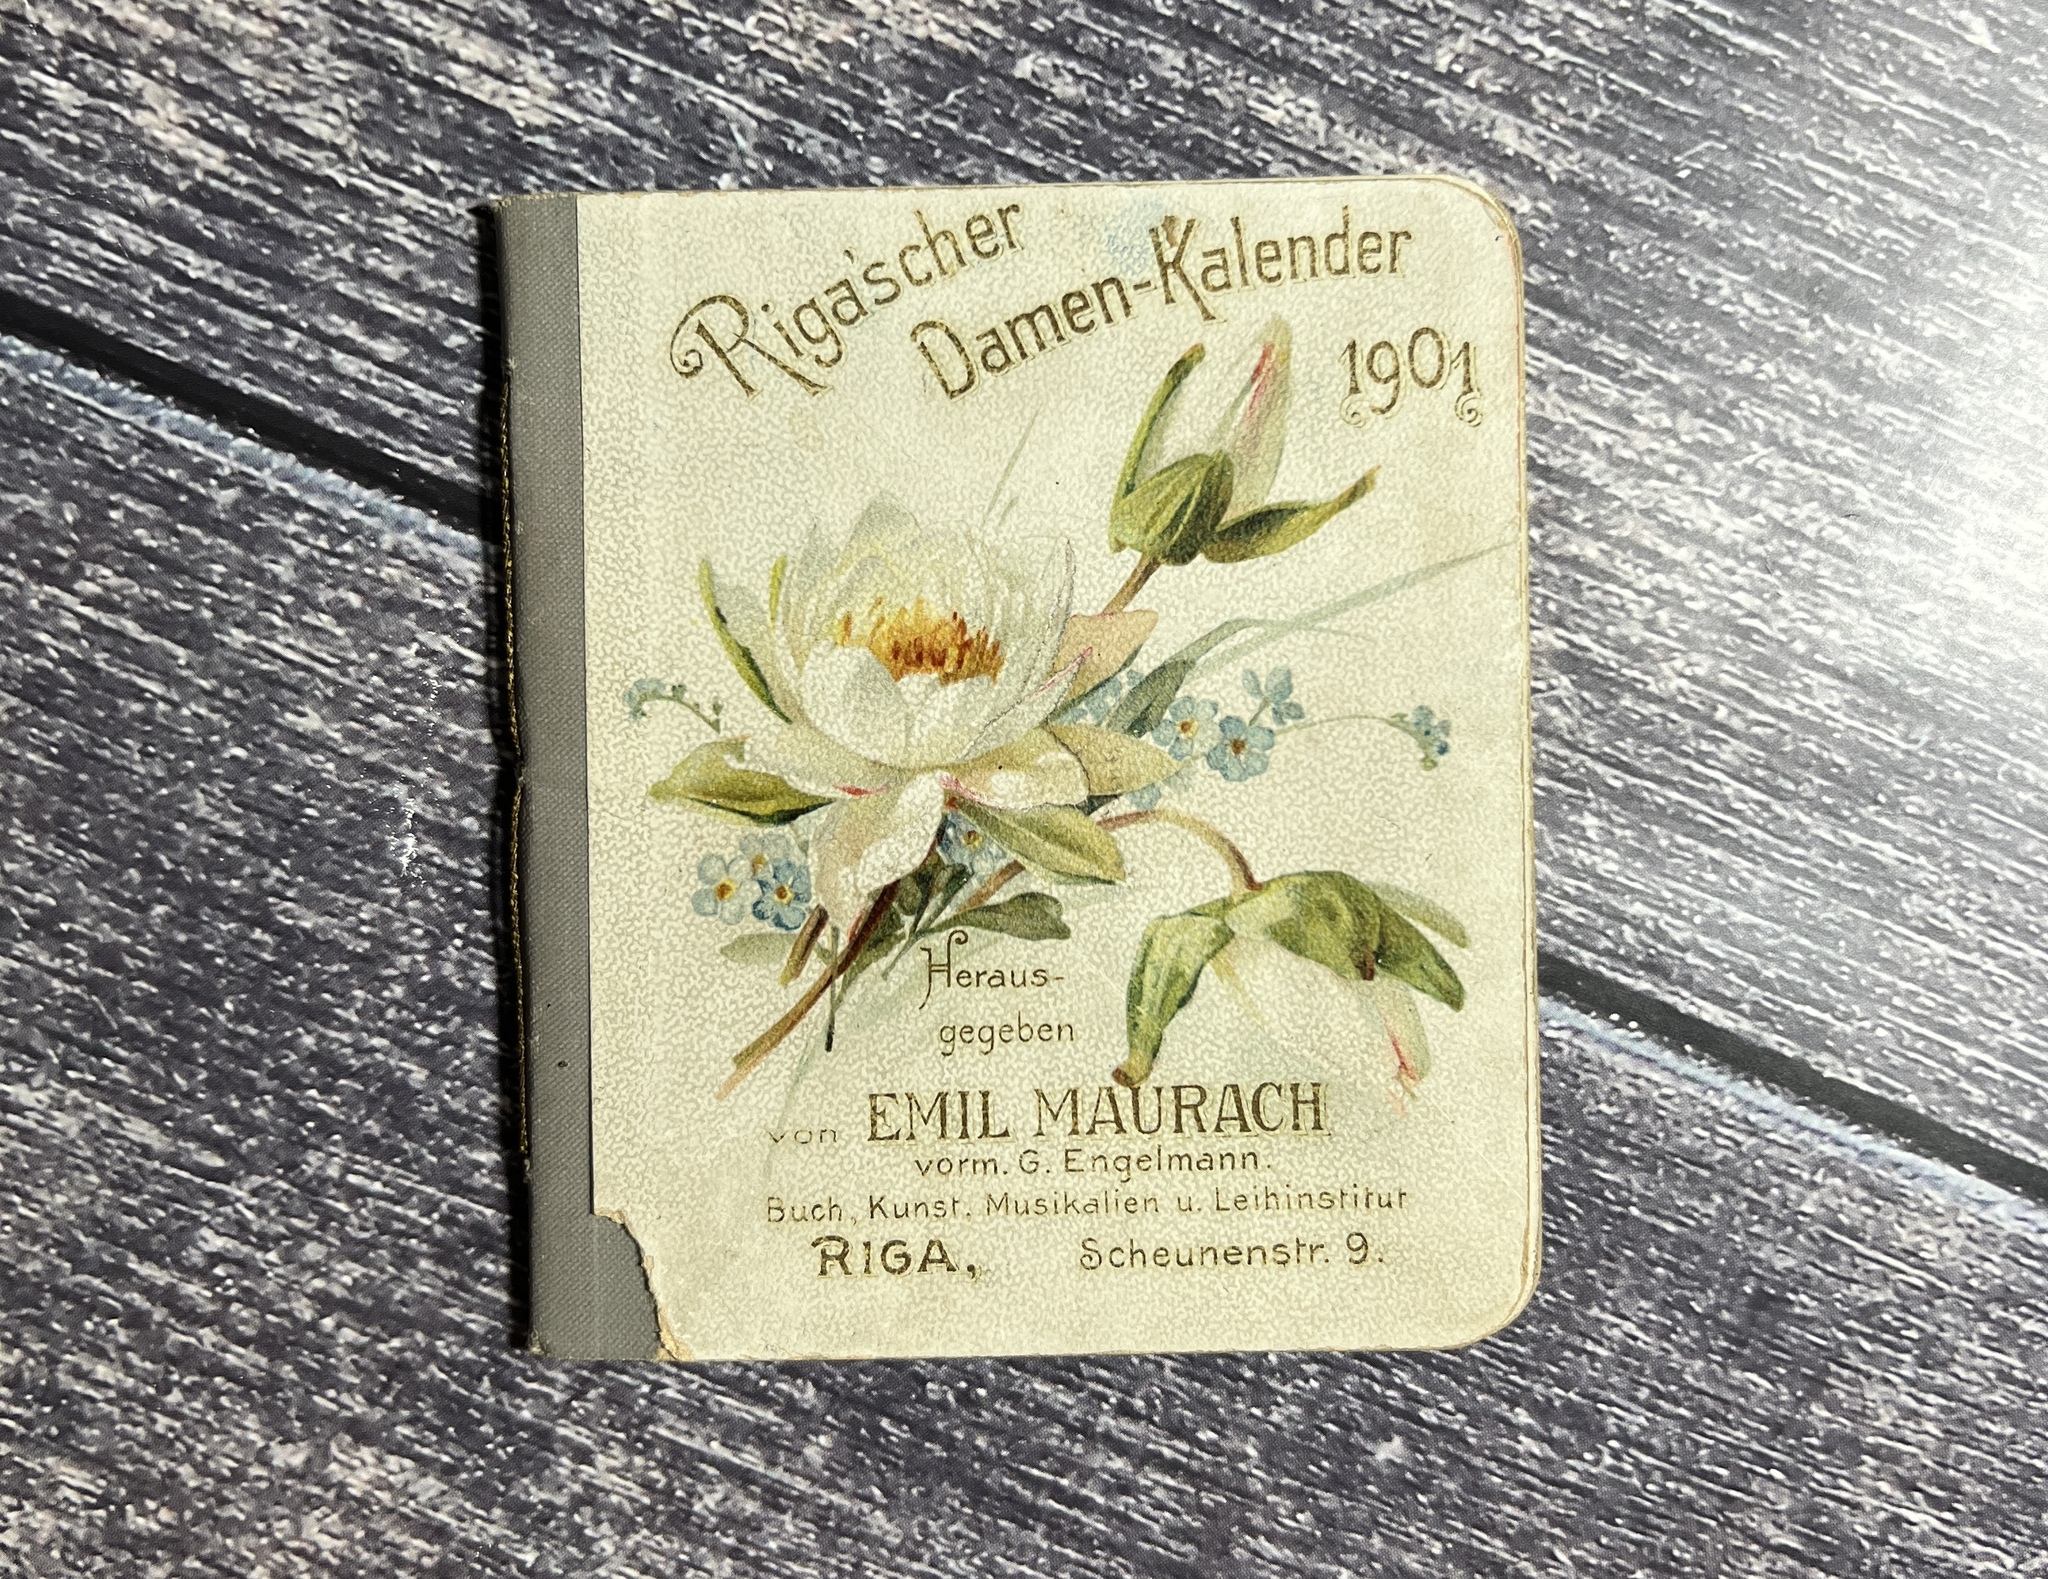 Riga'scher
Damen-Kalender
1901
Heraus-
gegeben
von EMIL MAURACH
vorm. G. Engelmann.
Buch, Kunst. Musikalien u. Leihinstitut
RIGA, Scheunenstr. 9.